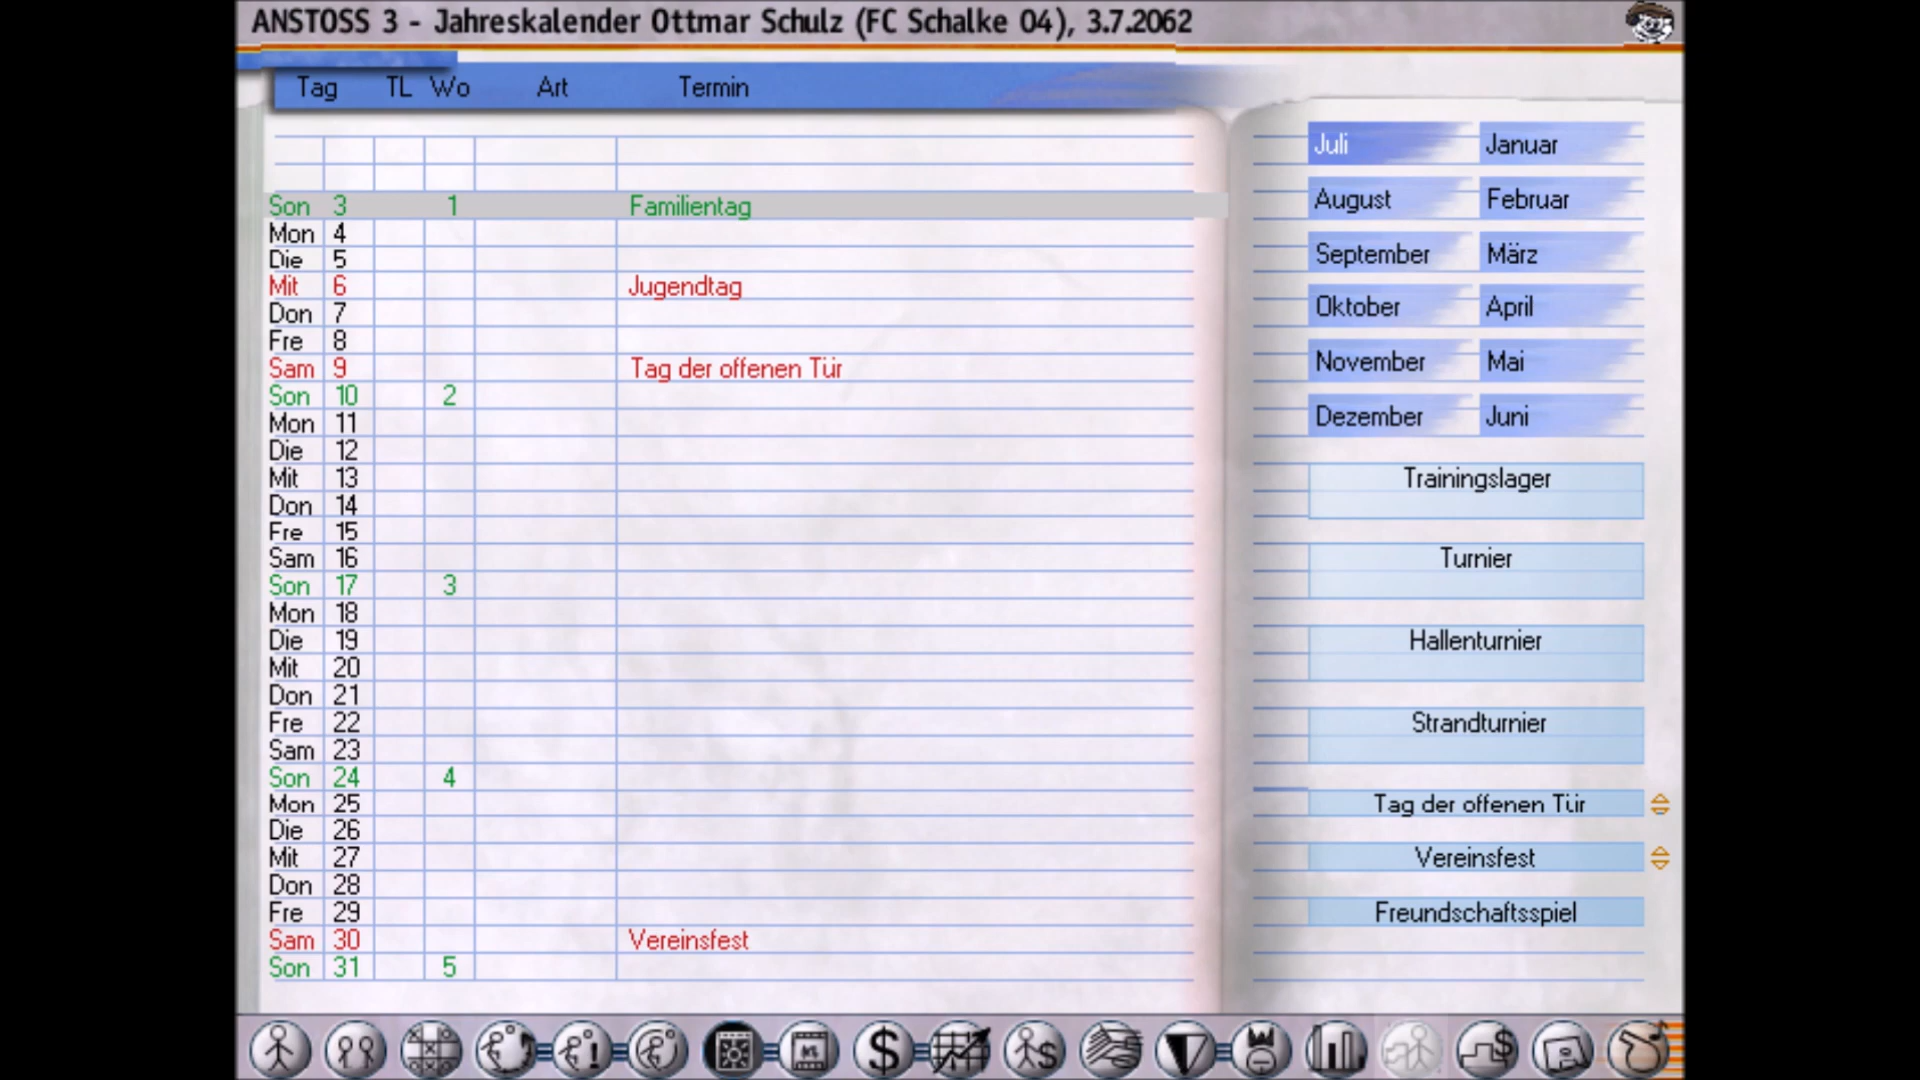 ANSTOSS 3 - Jahreskalender Ottmar Schulz (FC Schalke 04), 3.7.2062
Tag TL Wo Art Termin
Son 3 1 Familientag
Mon 4
Die 5
Mit 6 Jugendtag
Don 7
Fre 8
Sam 9 Tag der offenen Tür
Son 10 2
Mon 11
Die 12
Mit 13
Don 14
Fre 15
Sam 16
Son 17 3
Mon 18
Die 19
Mit 20
Don 21
Fre 22
Sam 23
Son 24 4
Mon 25
Die 26
Mit 27
Don 28
Fre 29
Sam 30 Vereinsfest
Son 31 5
Juli Januar
August Februar
September März
Oktober April
November Mai
Dezember Juni
Trainingslager
Turnier
Hallenturnier
Strandturnier
Tag der offenen Tür
Vereinsfest
Freundschaftsspiel